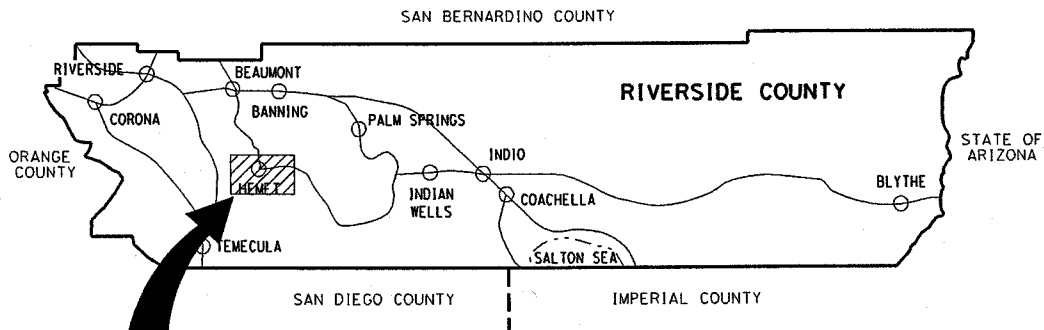 SAN BERNARDINO COUNTY
RIVERSIDE
BEAUMONT
RIVERSIDE COUNTY
CORONA
BANNING
PALM SPRINGS
STATE OF
ARIZONA
ORANGE
COUNTY
INDIO
HEMET
INDIAN
WELLS
COACHELLA
BLYTHE
TEMECULA
SALTON SEA
SAN DIEGO COUNTY
IMPERIAL COUNTY